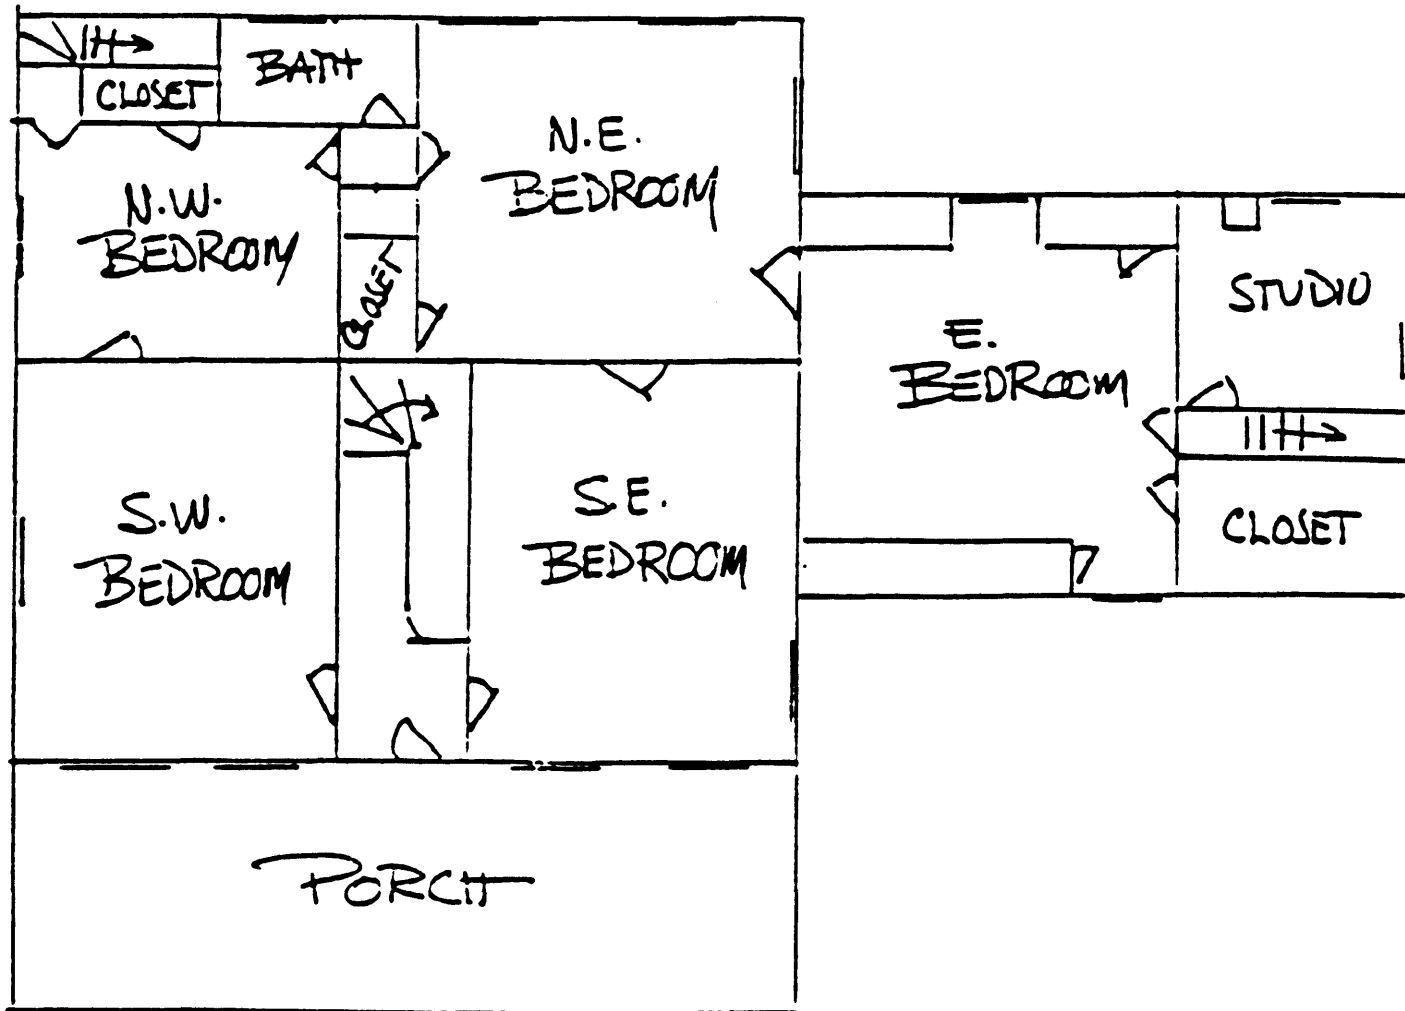 BATH
CLOSET
N.E.
BEDROOM
N.W.
BEDROOM
CLOSET
STUDIO
E.
BEDROOM
S.W.
BEDROOM
S.E.
BEDROOM
CLOSET
PORCH